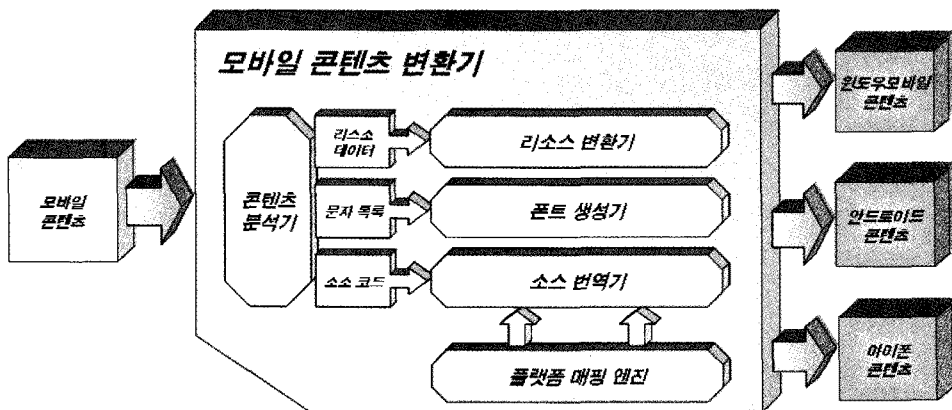 모바일 콘텐츠 변환기
모바일
콘텐츠
콘텐츠
분석기
리스소
데이터
리소스 변환기
문자 목록
폰트 생성기
소소 코드
소스 번역기
플랫폼 매핑 엔진
윈도우모바일
콘텐츠
안드로이드
콘텐츠
아이폰
콘텐츠